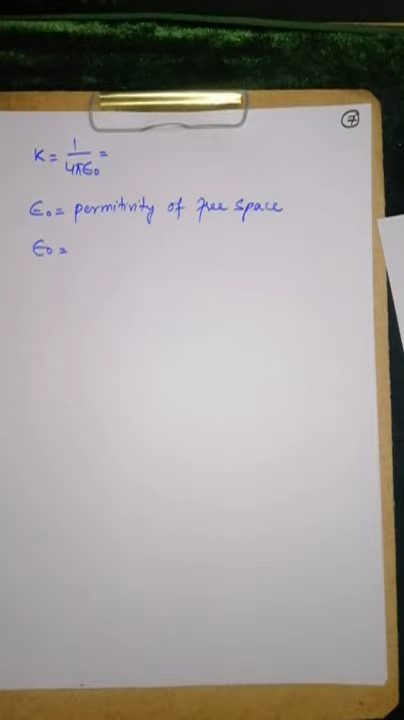 7
K = 1/4πϵ₀ =
ϵ₀ = permitivity of free space
ϵ₀ =